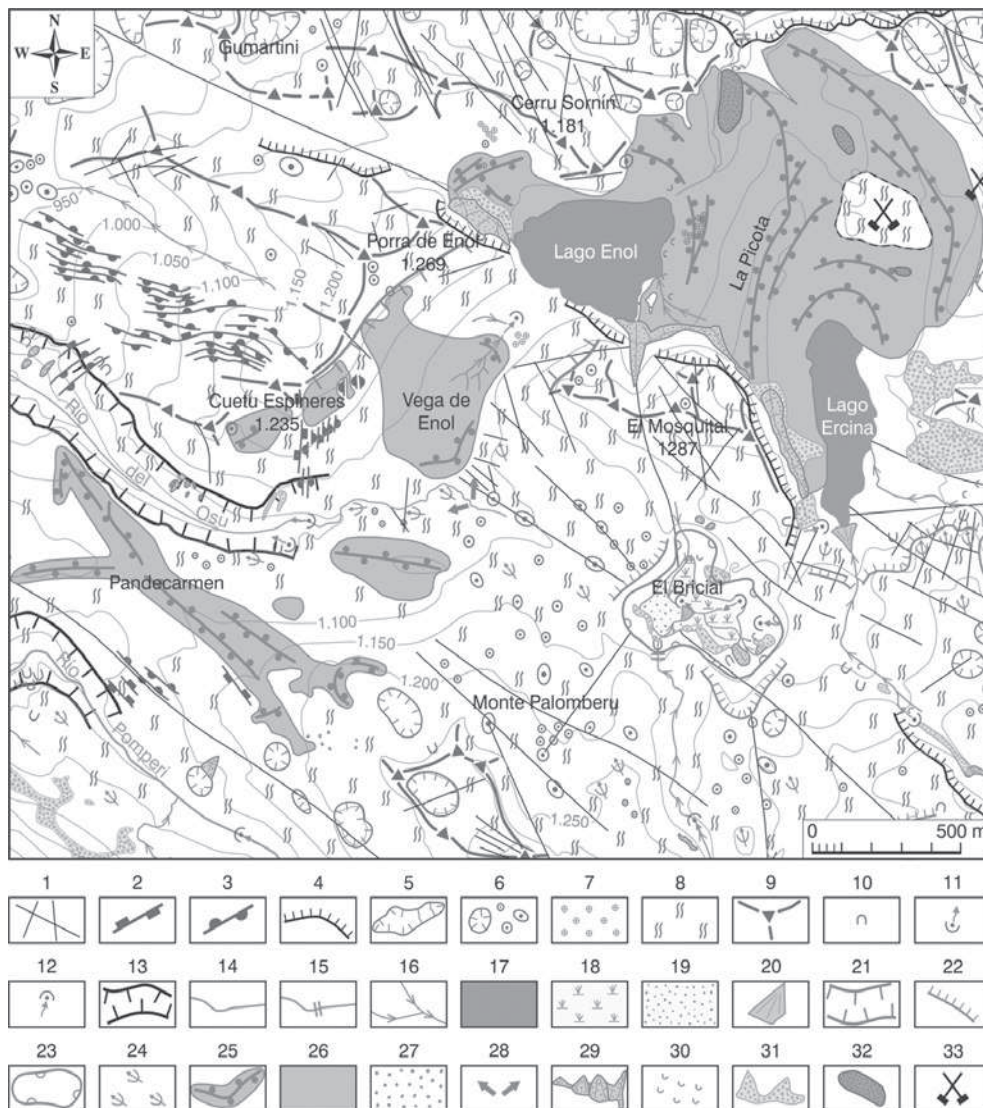 N
W E
S
Gumartini
Cerru Sornín
1.181
950
1.000
1.050
1.100
1.150
1.200
Porra de Enol
1.269
Lago Enol
La Picota
Cuetu Espineres
1.235
Vega de
Enol
El Mosquital
1287
Lago
Ercina
Río
del
Osu
Pandecarmen
El Bricial
1.100
1.150
1.200
Monte Palomberu
Río
Pomperi
1.250
0 500 m
1 2 3 4 5 6 7 8 9 10 11
12 13 14 15 16 17 18 19 20 21 22
23 24 25 26 27 28 29 30 31 32 33